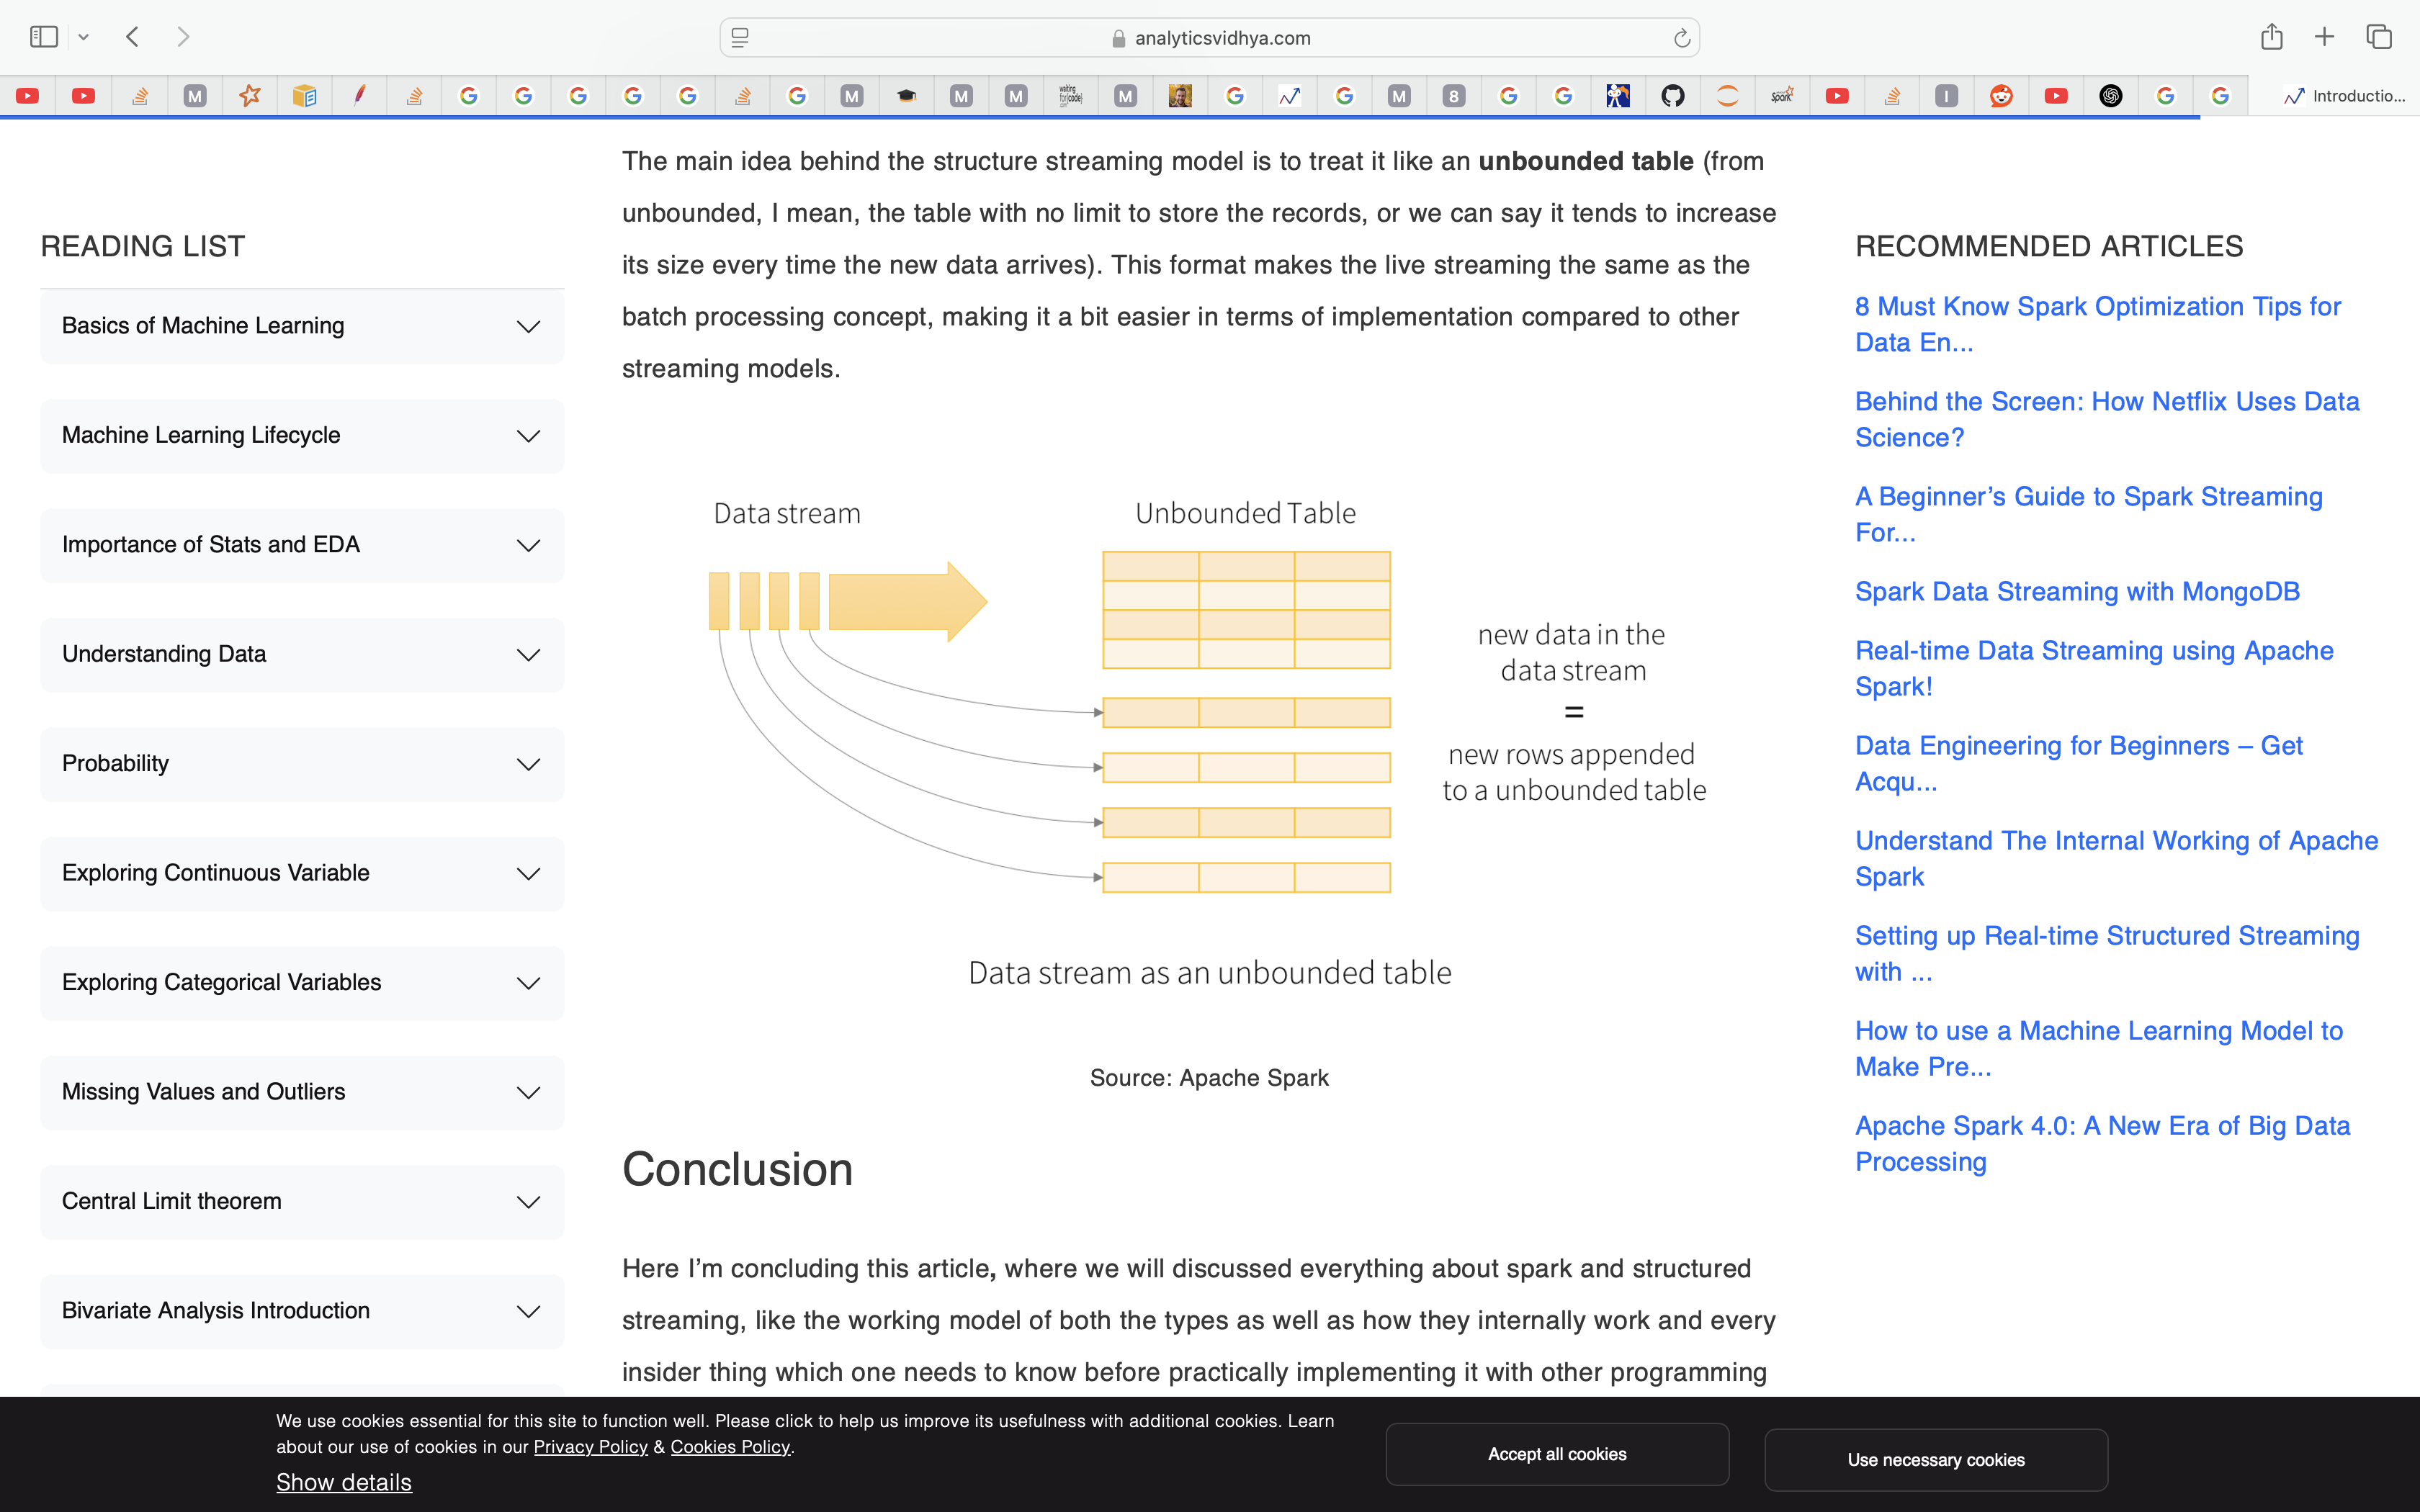 analyticsvidhya.com
M
M
M
M
waiting
for(code)
M
M
8
Spark
I
Introductio...
The main idea behind the structure streaming model is to treat it like an unbounded table (from
unbounded, I mean, the table with no limit to store the records, or we can say it tends to increase
its size every time the new data arrives). This format makes the live streaming the same as the
batch processing concept, making it a bit easier in terms of implementation compared to other
streaming models.
READING LIST
Basics of Machine Learning
Machine Learning Lifecycle
Importance of Stats and EDA
Understanding Data
Probability
Exploring Continuous Variable
Exploring Categorical Variables
Missing Values and Outliers
Central Limit theorem
Bivariate Analysis Introduction
Data stream
Unbounded Table
new data in the
data stream
=
new rows appended
to a unbounded table
Data stream as an unbounded table
Source: Apache Spark
Conclusion
Here I’m concluding this article, where we will discussed everything about spark and structured
streaming, like the working model of both the types as well as how they internally work and every
insider thing which one needs to know before practically implementing it with other programming
RECOMMENDED ARTICLES
8 Must Know Spark Optimization Tips for
Data En...
Behind the Screen: How Netflix Uses Data
Science?
A Beginner’s Guide to Spark Streaming
For...
Spark Data Streaming with MongoDB
Real-time Data Streaming using Apache
Spark!
Data Engineering for Beginners – Get
Acqu...
Understand The Internal Working of Apache
Spark
Setting up Real-time Structured Streaming
with ...
How to use a Machine Learning Model to
Make Pre...
Apache Spark 4.0: A New Era of Big Data
Processing
We use cookies essential for this site to function well. Please click to help us improve its usefulness with additional cookies. Learn
about our use of cookies in our Privacy Policy & Cookies Policy.
Show details
Accept all cookies
Use necessary cookies